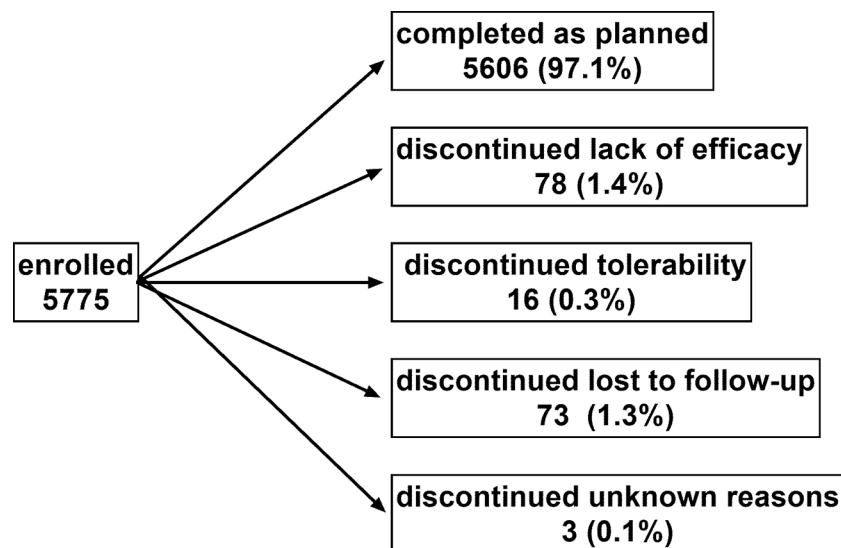 completed as planned
5606 (97.1%)
discontinued lack of efficacy
78 (1.4%)
enrolled
5775
discontinued tolerability
16 (0.3%)
discontinued lost to follow-up
73 (1.3%)
discontinued unknown reasons
3 (0.1%)